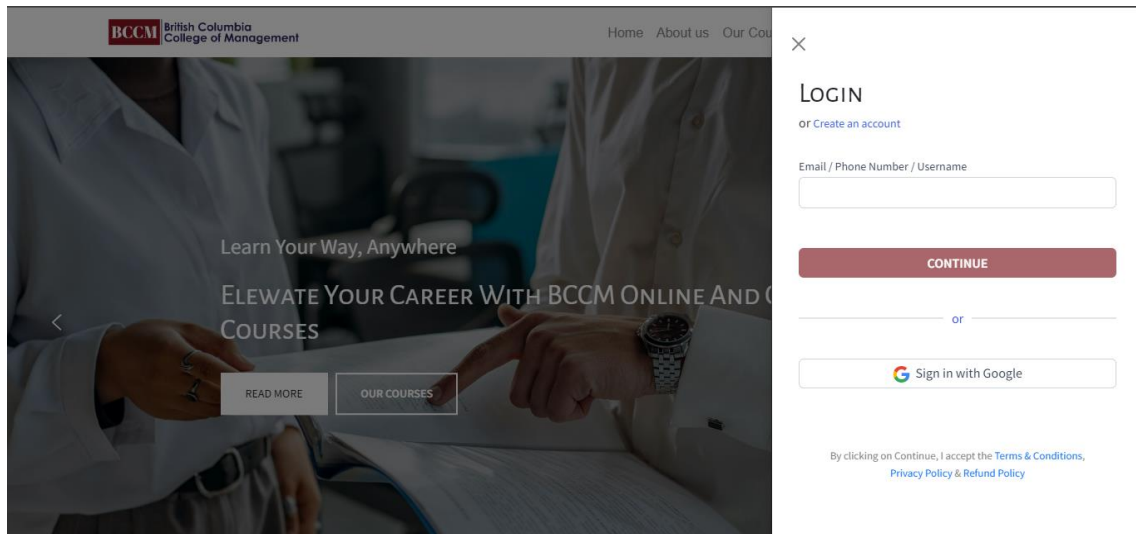 BCCM British Columbia
College of Management
Home About us Our Cou
Learn Your Way, Anywhere
ELEWATE YOUR CAREER WITH BCCM ONLINE AND
COURSES
READ MORE
OUR COURSES
LOGIN
or Create an account
Email / Phone Number / Username
CONTINUE
or
Sign in with Google
By clicking on Continue, I accept the Terms & Conditions,
Privacy Policy & Refund Policy